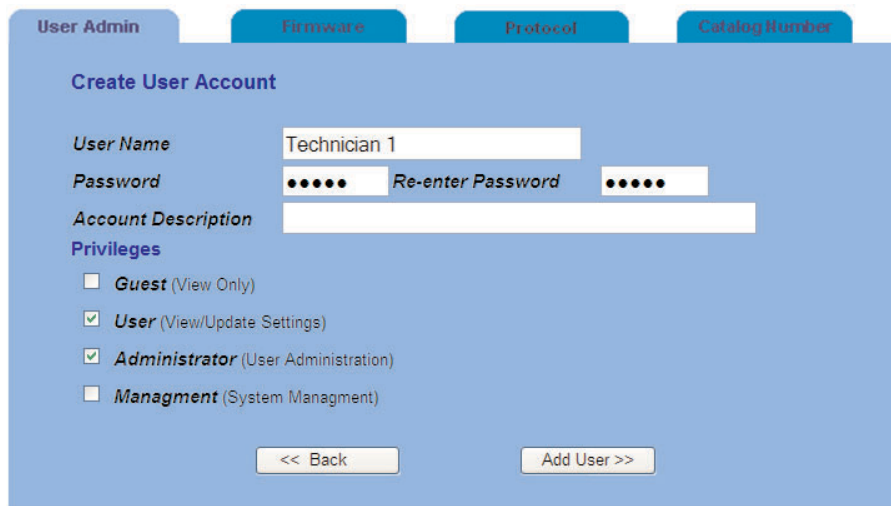 User Admin Firmware Protocol Catalog Number
Create User Account
User Name Technician 1
Password ●●●●● Re-enter Password ●●●●●
Account Description
Privileges
Guest (View Only)
User (View/Update Settings)
Administrator (User Administration)
Managment (System Managment)
<< Back Add User >>